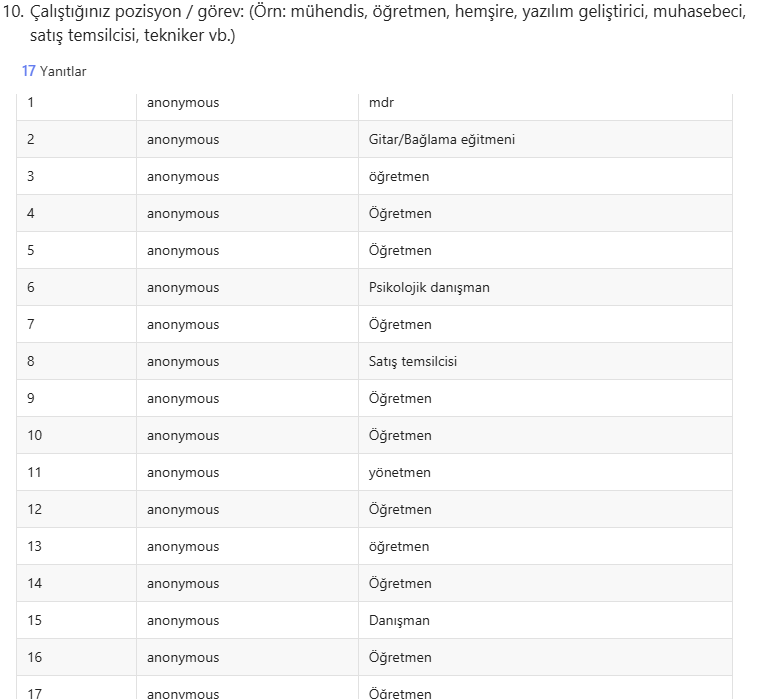 10. Çalıştığınız pozisyon / görev: (Örn: mühendis, öğretmen, hemşire, yazılım geliştirici, muhasebeci,
satış temsilcisi, tekniker vb.)
17 Yanıtlar
1 anonymous mdr
2 anonymous Gitar/Bağlama eğitmeni
3 anonymous öğretmen
4 anonymous Öğretmen
5 anonymous Öğretmen
6 anonymous Psikolojik danışman
7 anonymous Öğretmen
8 anonymous Satış temsilcisi
9 anonymous Öğretmen
10 anonymous Öğretmen
11 anonymous yönetmen
12 anonymous Öğretmen
13 anonymous öğretmen
14 anonymous Öğretmen
15 anonymous Danışman
16 anonymous Öğretmen
17 anonymous Öğretmen